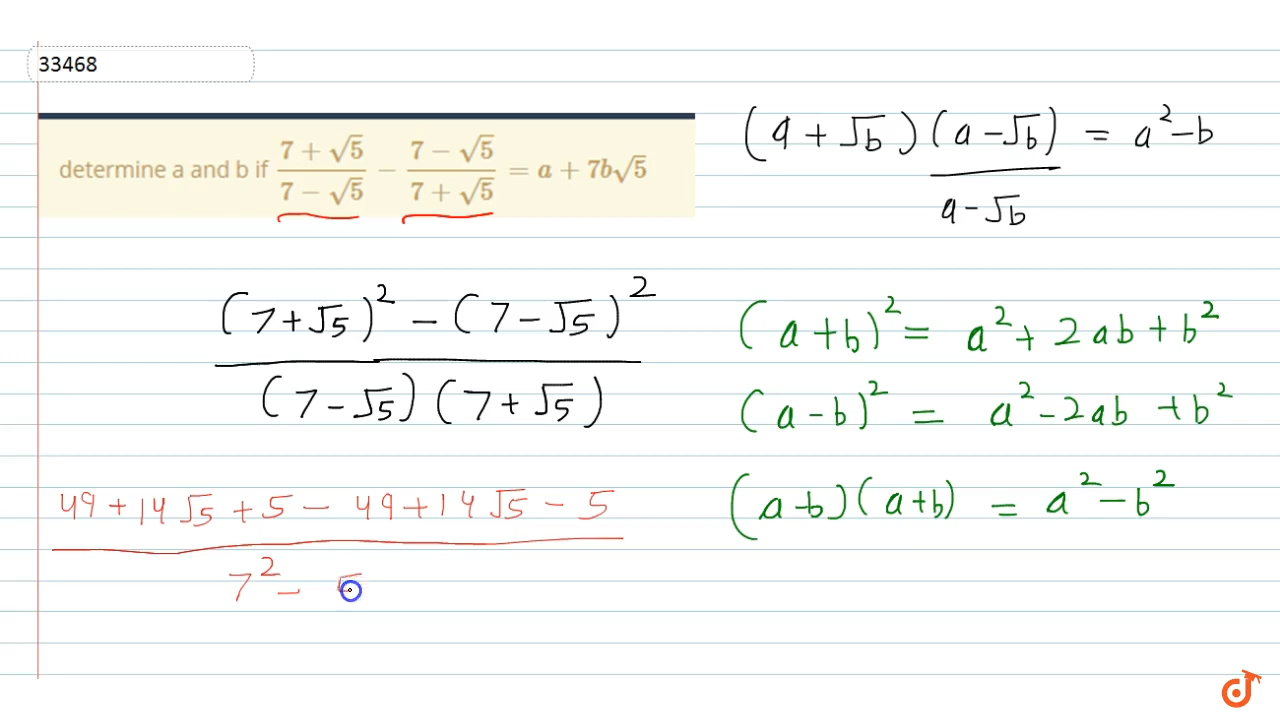 33468
determine a and b if (7 + √5)/(7 − √5) − (7 − √5)/(7 + √5) = a + 7b√5
(a + √b) (a − √b) / (a − √b) = a² − b
((7 + √5)² − (7 − √5)²) / ((7 − √5) (7 + √5))
(a + b)² = a² + 2ab + b²
(a − b)² = a² − 2ab + b²
(a − b)(a + b) = a² − b²
49 + 14√5 + 5 − 49 + 14√5 − 5
7² − 5